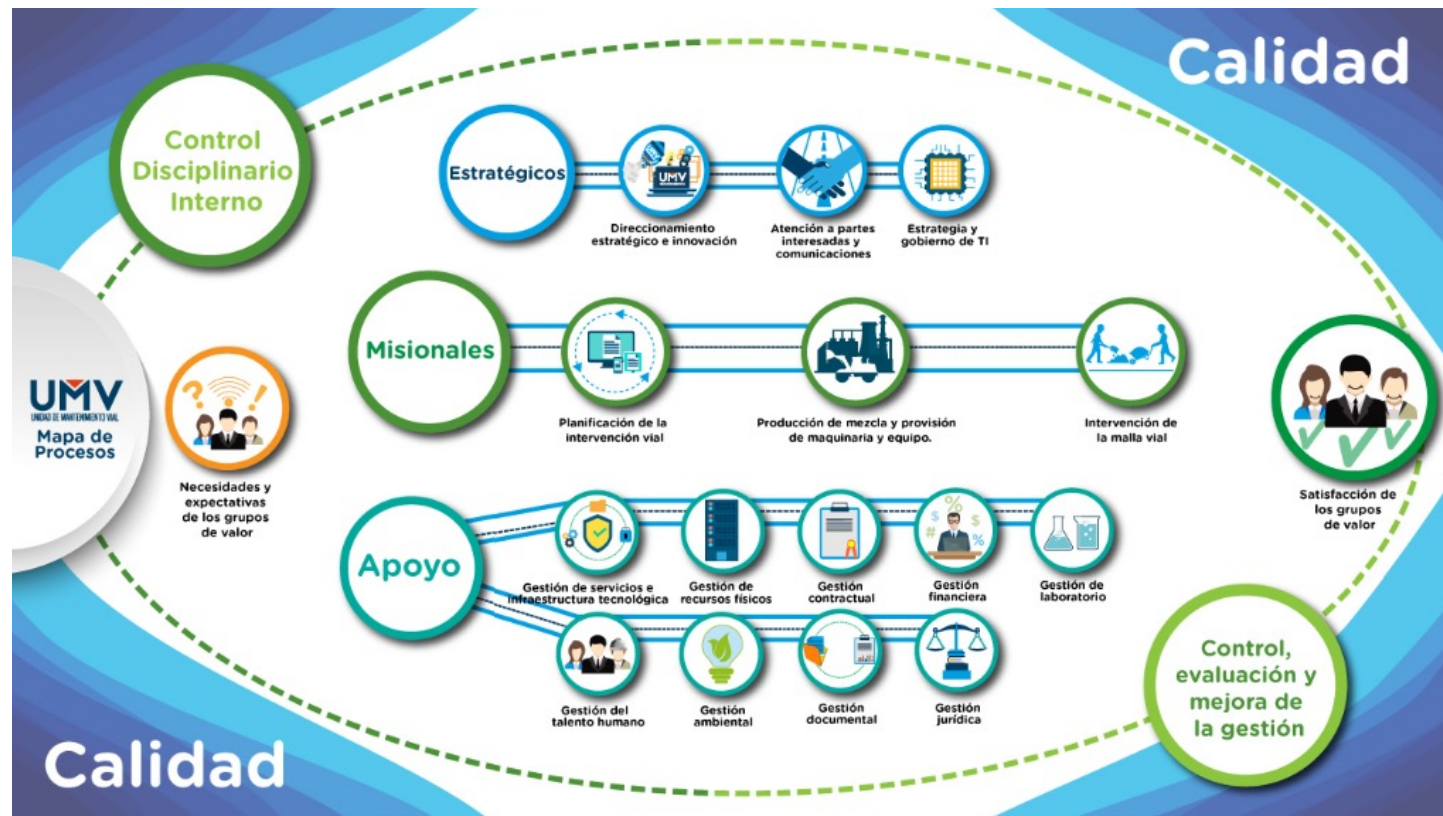 Calidad
Control
Disciplinario
Interno
Estratégicos
UMV
Direccionamiento
estratégico e innovación
Atención a partes
interesadas y
comunicaciones
Estrategia y
gobierno de TI
Misionales
Planificación de la
intervención vial
Producción de mezcla y provisión
de maquinaria y equipo.
Intervención de
la malla vial
UMV
UNIDAD DE MANTENIMIENTO VIAL
Mapa de
Procesos
Necesidades y
expectativas
de los grupos
de valor
Satisfacción de
los grupos
de valor
Apoyo
Gestión de servicios e
infraestructura tecnológica
Gestión de
recursos físicos
Gestión
contractual
Gestión
financiera
Gestión de
laboratorio
Gestión del
talento humano
Gestión
ambiental
Gestión
documental
Gestión
jurídica
Control,
evaluación y
mejora de
la gestión
Calidad